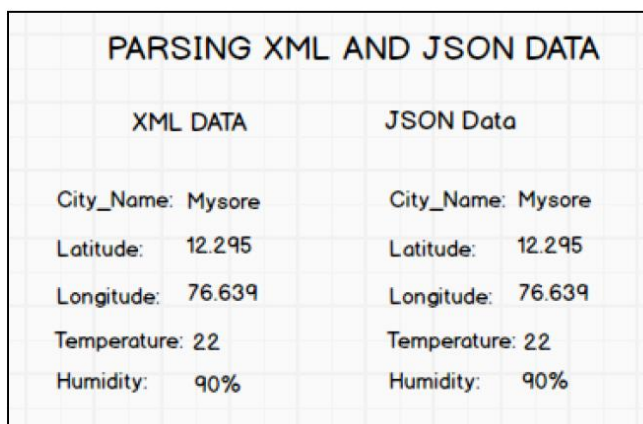 PARSING XML AND JSON DATA
XML DATA
City_Name: Mysore
Latitude: 12.295
Longitude: 76.639
Temperature: 22
Humidity: 90%
JSON Data
City_Name: Mysore
Latitude: 12.295
Longitude: 76.639
Temperature: 22
Humidity: 90%